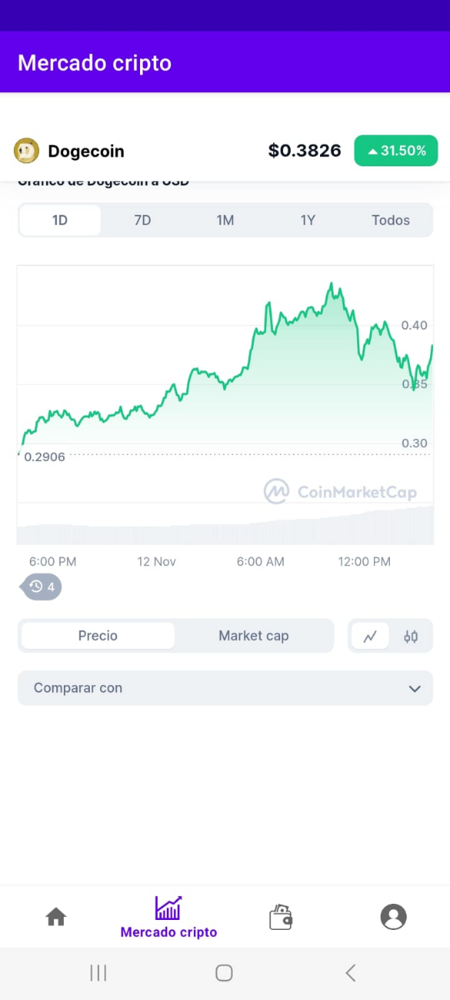 Mercado cripto
Dogecoin $0.3826 31.50%
Gráfico de Dogecoin a USD
1D 7D 1M 1Y Todos
0.40
0.35
0.30
0.2906
CoinMarketCap
6:00 PM 12 Nov 6:00 AM 12:00 PM
4
Precio Market cap
Comparar con
Mercado cripto